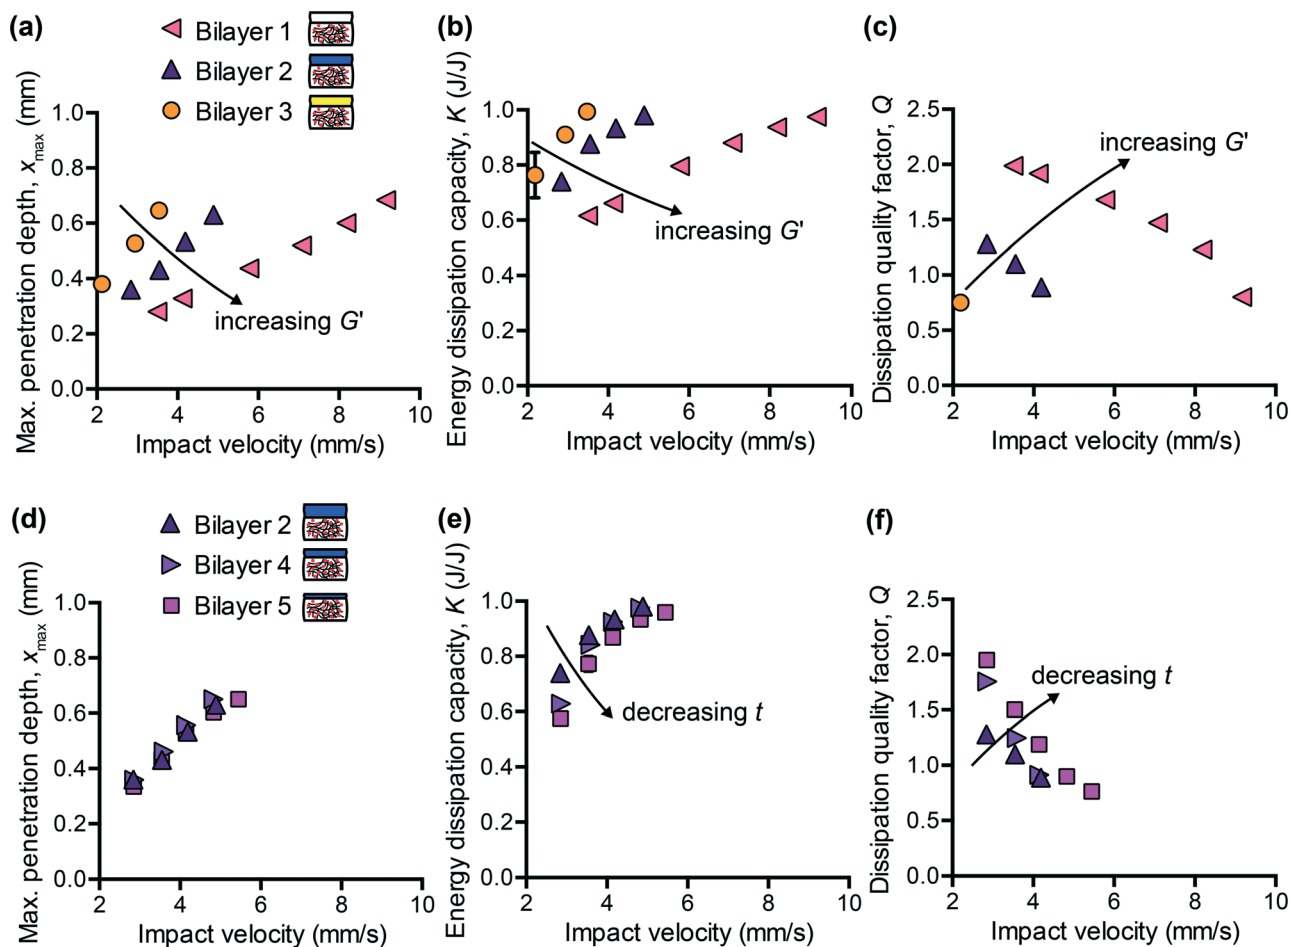 (a)
Bilayer 1
Bilayer 2
Bilayer 3
Max. penetration depth, xmax (mm)
1.0
0.8
0.6
0.4
0.2
0.0
increasing G'
2 4 6 8 10
Impact velocity (mm/s)
(b)
Energy dissipation capacity, K (J/J)
1.0
0.8
0.6
0.4
0.2
0.0
increasing G'
2 4 6 8 10
Impact velocity (mm/s)
(c)
Dissipation quality factor, Q
2.5
2.0
1.5
1.0
0.5
0.0
increasing G'
2 4 6 8 10
Impact velocity (mm/s)
(d)
Bilayer 2
Bilayer 4
Bilayer 5
Max. penetration depth, xmax (mm)
1.0
0.8
0.6
0.4
0.2
0.0
2 4 6 8 10
Impact velocity (mm/s)
(e)
Energy dissipation capacity, K (J/J)
1.0
0.8
0.6
0.4
0.2
0.0
decreasing t
2 4 6 8 10
Impact velocity (mm/s)
(f)
Dissipation quality factor, Q
2.5
2.0
1.5
1.0
0.5
0.0
decreasing t
2 4 6 8 10
Impact velocity (mm/s)